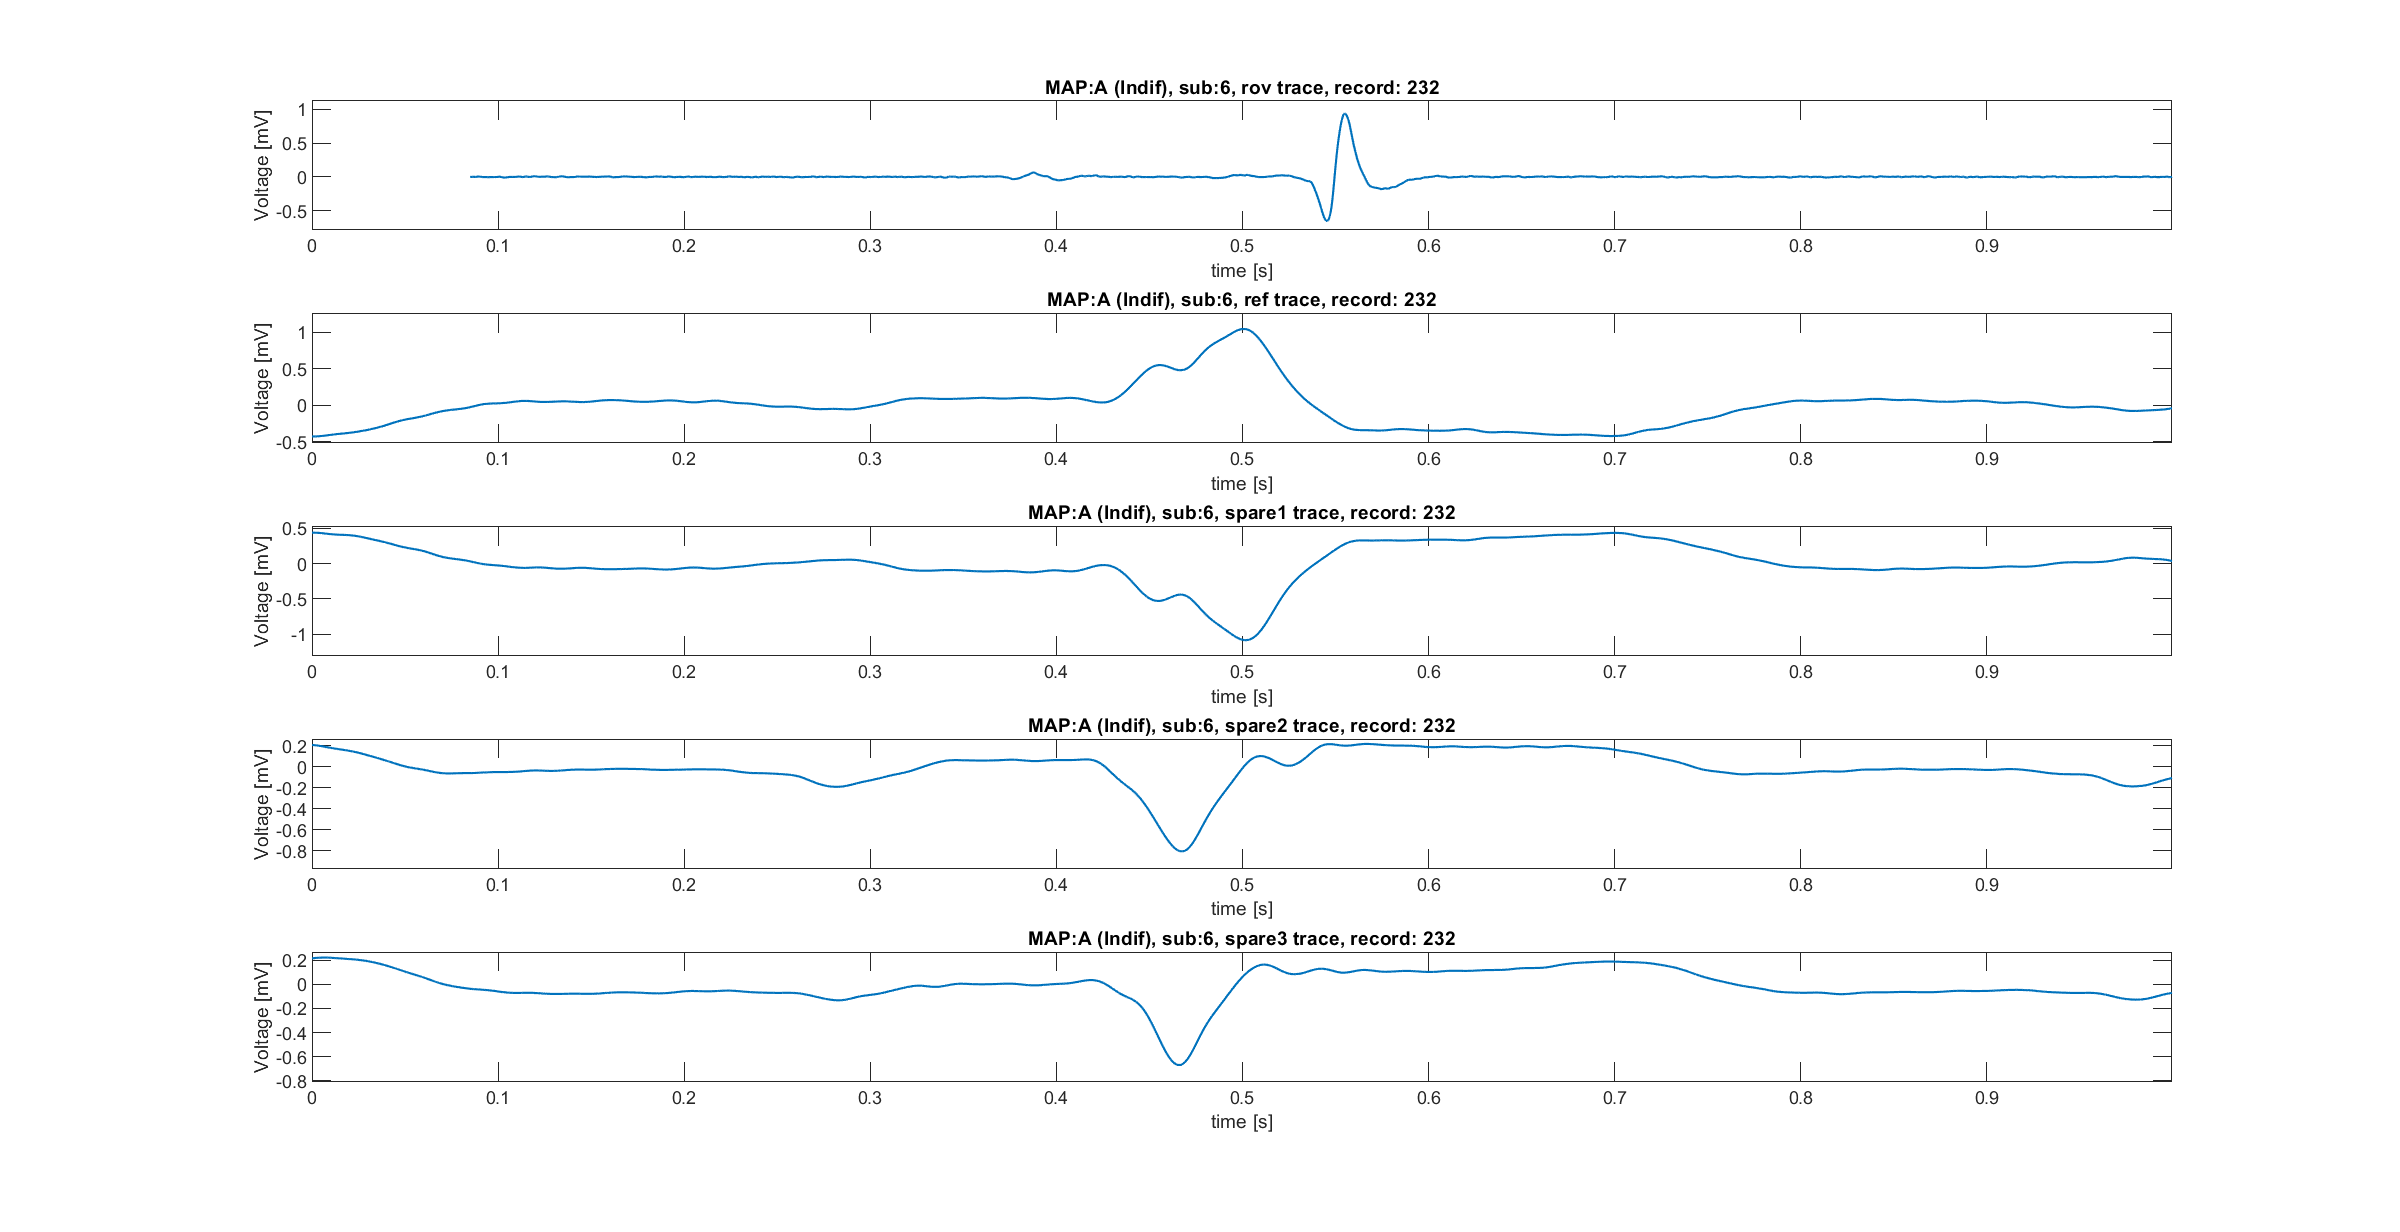 MAP:A (Indif), sub:6, rov trace, record: 232
Voltage [mV]
1
0.5
0
-0.5
0 0.1 0.2 0.3 0.4 0.5 0.6 0.7 0.8 0.9
time [s]
MAP:A (Indif), sub:6, ref trace, record: 232
Voltage [mV]
1
0.5
0
-0.5
0 0.1 0.2 0.3 0.4 0.5 0.6 0.7 0.8 0.9
time [s]
MAP:A (Indif), sub:6, spare1 trace, record: 232
Voltage [mV]
0.5
0
-0.5
-1
0 0.1 0.2 0.3 0.4 0.5 0.6 0.7 0.8 0.9
time [s]
MAP:A (Indif), sub:6, spare2 trace, record: 232
Voltage [mV]
0.2
0
-0.2
-0.4
-0.6
-0.8
0 0.1 0.2 0.3 0.4 0.5 0.6 0.7 0.8 0.9
time [s]
MAP:A (Indif), sub:6, spare3 trace, record: 232
Voltage [mV]
0.2
0
-0.2
-0.4
-0.6
-0.8
0 0.1 0.2 0.3 0.4 0.5 0.6 0.7 0.8 0.9
time [s]